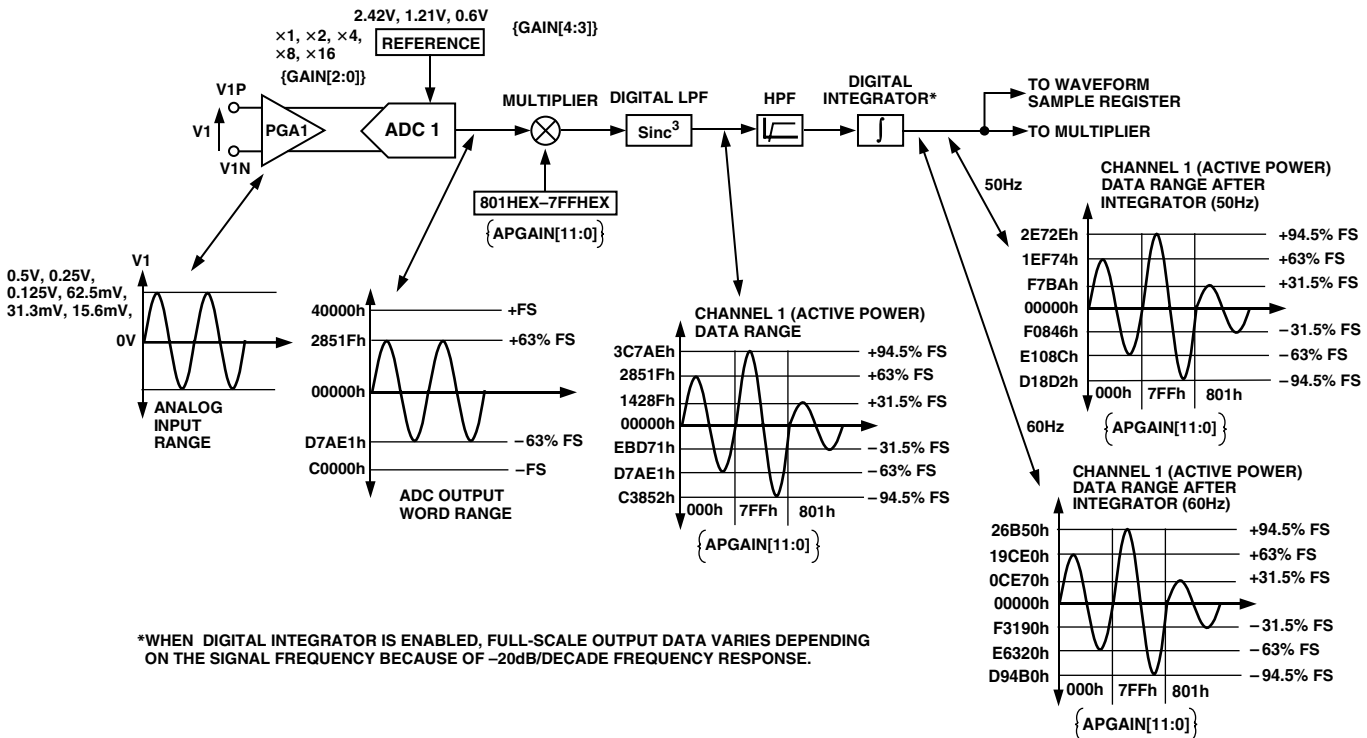 2.42V, 1.21V, 0.6V
×1, ×2, ×4,
×8, ×16
{GAIN[2:0]}
REFERENCE
{GAIN[4:3]}
V1P
V1
V1N
PGA1
ADC 1
MULTIPLIER
801HEX–7FFHEX
{APGAIN[11:0]}
DIGITAL LPF
Sinc³
HPF
DIGITAL
INTEGRATOR*
∫
TO WAVEFORM
SAMPLE REGISTER
TO MULTIPLIER
50Hz
60Hz
V1
0.5V, 0.25V,
0.125V, 62.5mV,
31.3mV, 15.6mV,
0V
ANALOG
INPUT
RANGE
40000h +FS
2851Fh +63% FS
00000h
D7AE1h –63% FS
C0000h –FS
ADC OUTPUT
WORD RANGE
CHANNEL 1 (ACTIVE POWER)
DATA RANGE
3C7AEh +94.5% FS
2851Fh +63% FS
1428Fh +31.5% FS
00000h
EBD71h –31.5% FS
D7AE1h –63% FS
C3852h –94.5% FS
000h 7FFh 801h
{APGAIN[11:0]}
CHANNEL 1 (ACTIVE POWER)
DATA RANGE AFTER
INTEGRATOR (50Hz)
2E72Eh +94.5% FS
1EF74h +63% FS
F7BAh +31.5% FS
00000h
F0846h –31.5% FS
E108Ch –63% FS
D18D2h –94.5% FS
000h 7FFh 801h
{APGAIN[11:0]}
CHANNEL 1 (ACTIVE POWER)
DATA RANGE AFTER
INTEGRATOR (60Hz)
26B50h +94.5% FS
19CE0h +63% FS
0CE70h +31.5% FS
00000h
F3190h –31.5% FS
E6320h –63% FS
D94B0h –94.5% FS
000h 7FFh 801h
{APGAIN[11:0]}
*WHEN DIGITAL INTEGRATOR IS ENABLED, FULL-SCALE OUTPUT DATA VARIES DEPENDING
ON THE SIGNAL FREQUENCY BECAUSE OF –20dB/DECADE FREQUENCY RESPONSE.